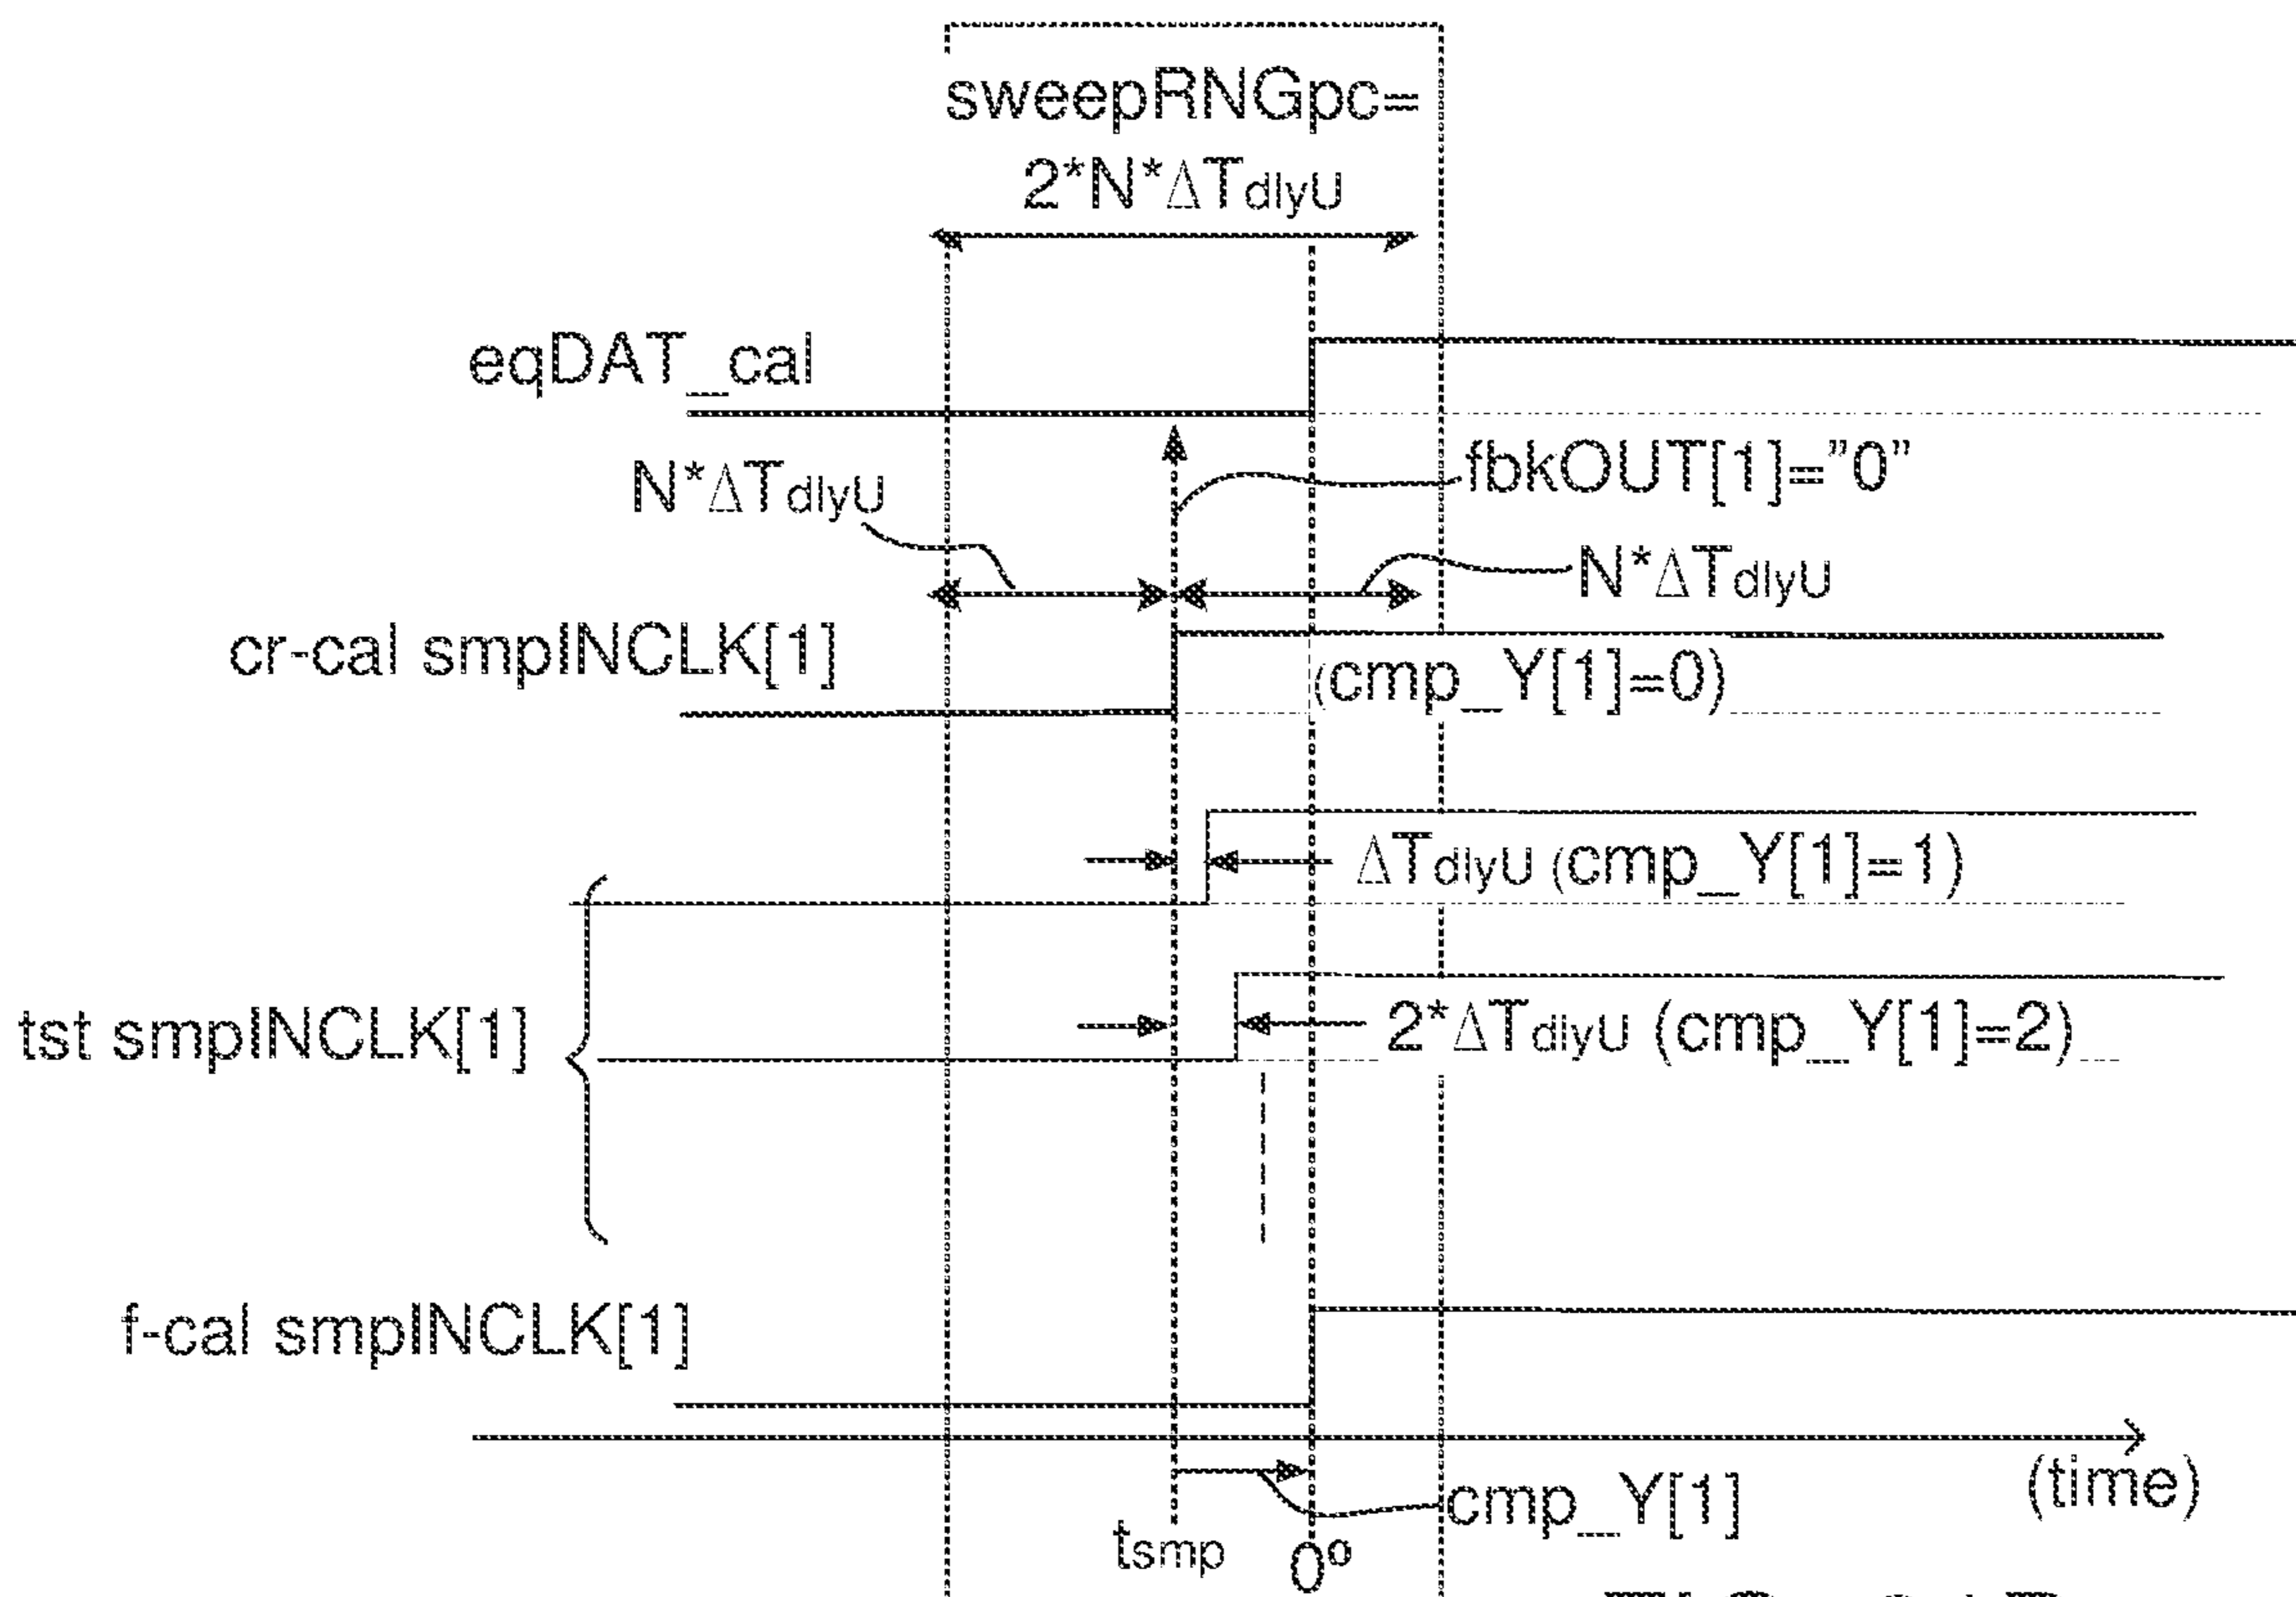 sweepRNGpc=
2*N*ΔTdlyU
eqDAT_cal
fbkOUT[1]="0"
N*ΔTdlyU
N*ΔTdlyU
cr-cal smpINCLK[1]
(cmp_Y[1]=0)
ΔTdlyU (cmp_Y[1]=1)
tst smpINCLK[1]
2*ΔTdlyU (cmp_Y[1]=2)
f-cal smpINCLK[1]
(time)
cmp_Y[1]
tsmp
0º